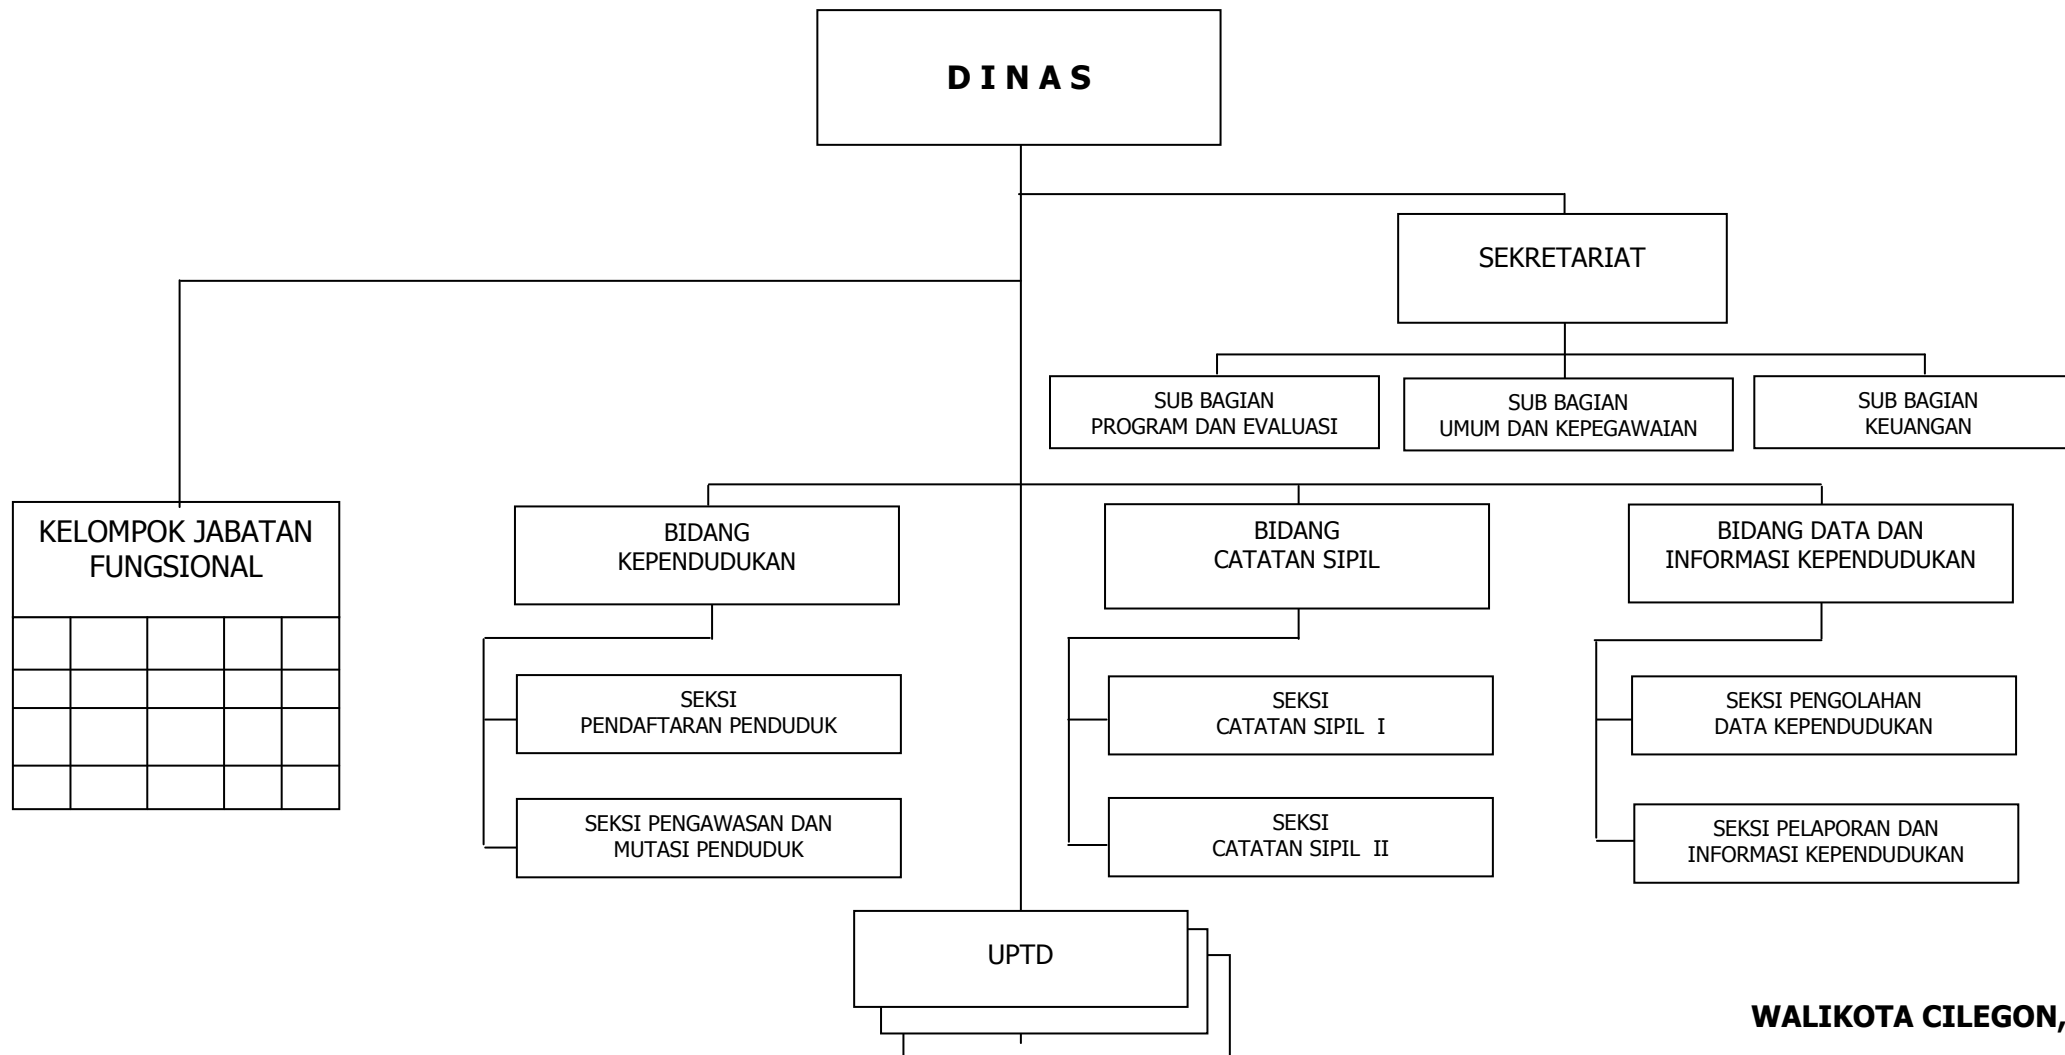 D I N A S
SEKRETARIAT
SUB BAGIAN
PROGRAM DAN EVALUASI
SUB BAGIAN
UMUM DAN KEPEGAWAIAN
SUB BAGIAN
KEUANGAN
KELOMPOK JABATAN
FUNGSIONAL
BIDANG
KEPENDUDUKAN
BIDANG
CATATAN SIPIL
BIDANG DATA DAN
INFORMASI KEPENDUDUKAN
SEKSI
PENDAFTARAN PENDUDUK
SEKSI
CATATAN SIPIL I
SEKSI PENGOLAHAN
DATA KEPENDUDUKAN
SEKSI PENGAWASAN DAN
MUTASI PENDUDUK
SEKSI
CATATAN SIPIL II
SEKSI PELAPORAN DAN
INFORMASI KEPENDUDUKAN
UPTD
WALIKOTA CILEGON,